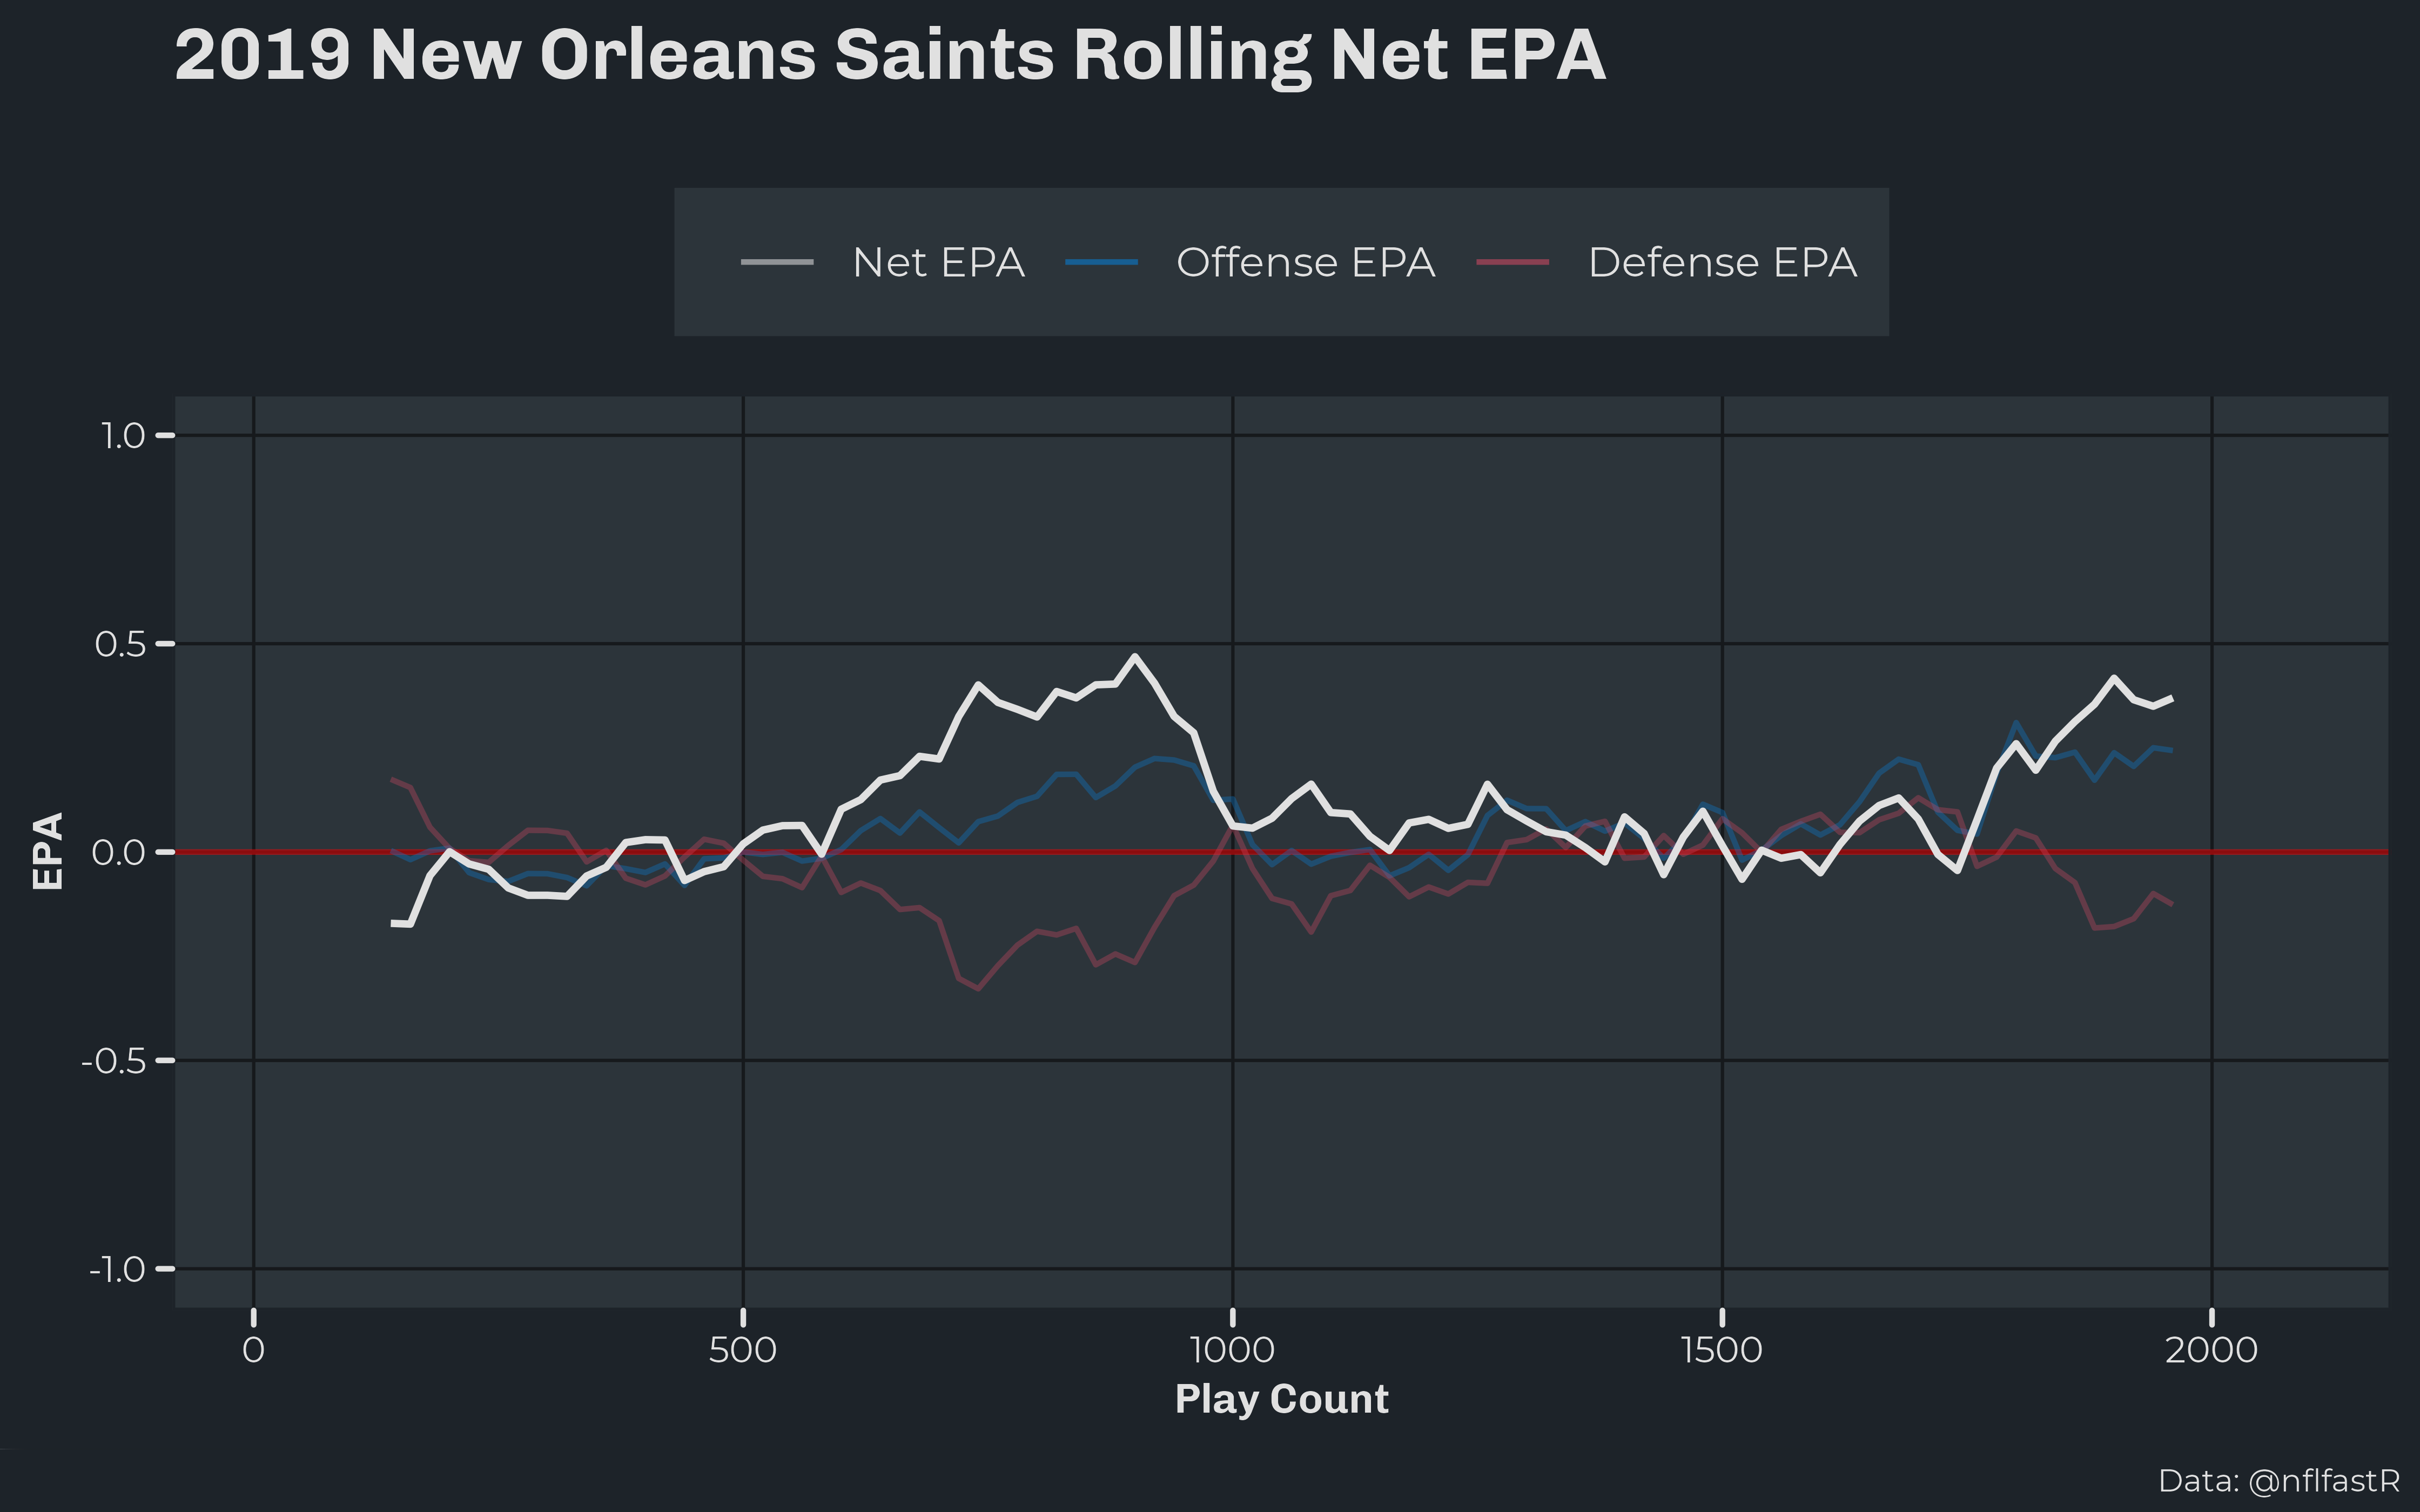 2019 New Orleans Saints Rolling Net EPA
Net EPA Offense EPA Defense EPA
EPA
1.0
0.5
0.0
-0.5
-1.0
0 500 1000 1500 2000
Play Count
Data: @nflfastR